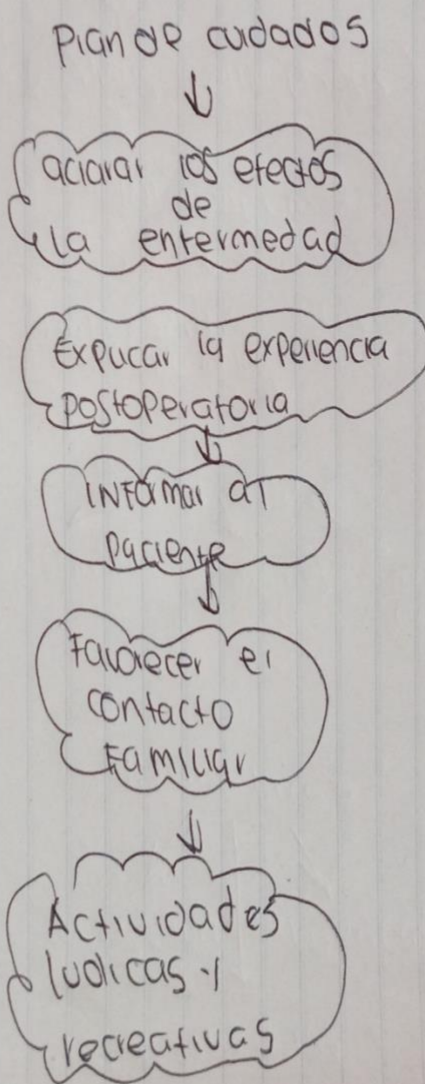 Plan de cuidados
aclarar los efectos
de
la enfermedad
Explicar la experiencia
postoperatoria
INFormar al
paciente
Favorecer el
contacto
Familiar
Actividades
ludicas y
recreativas